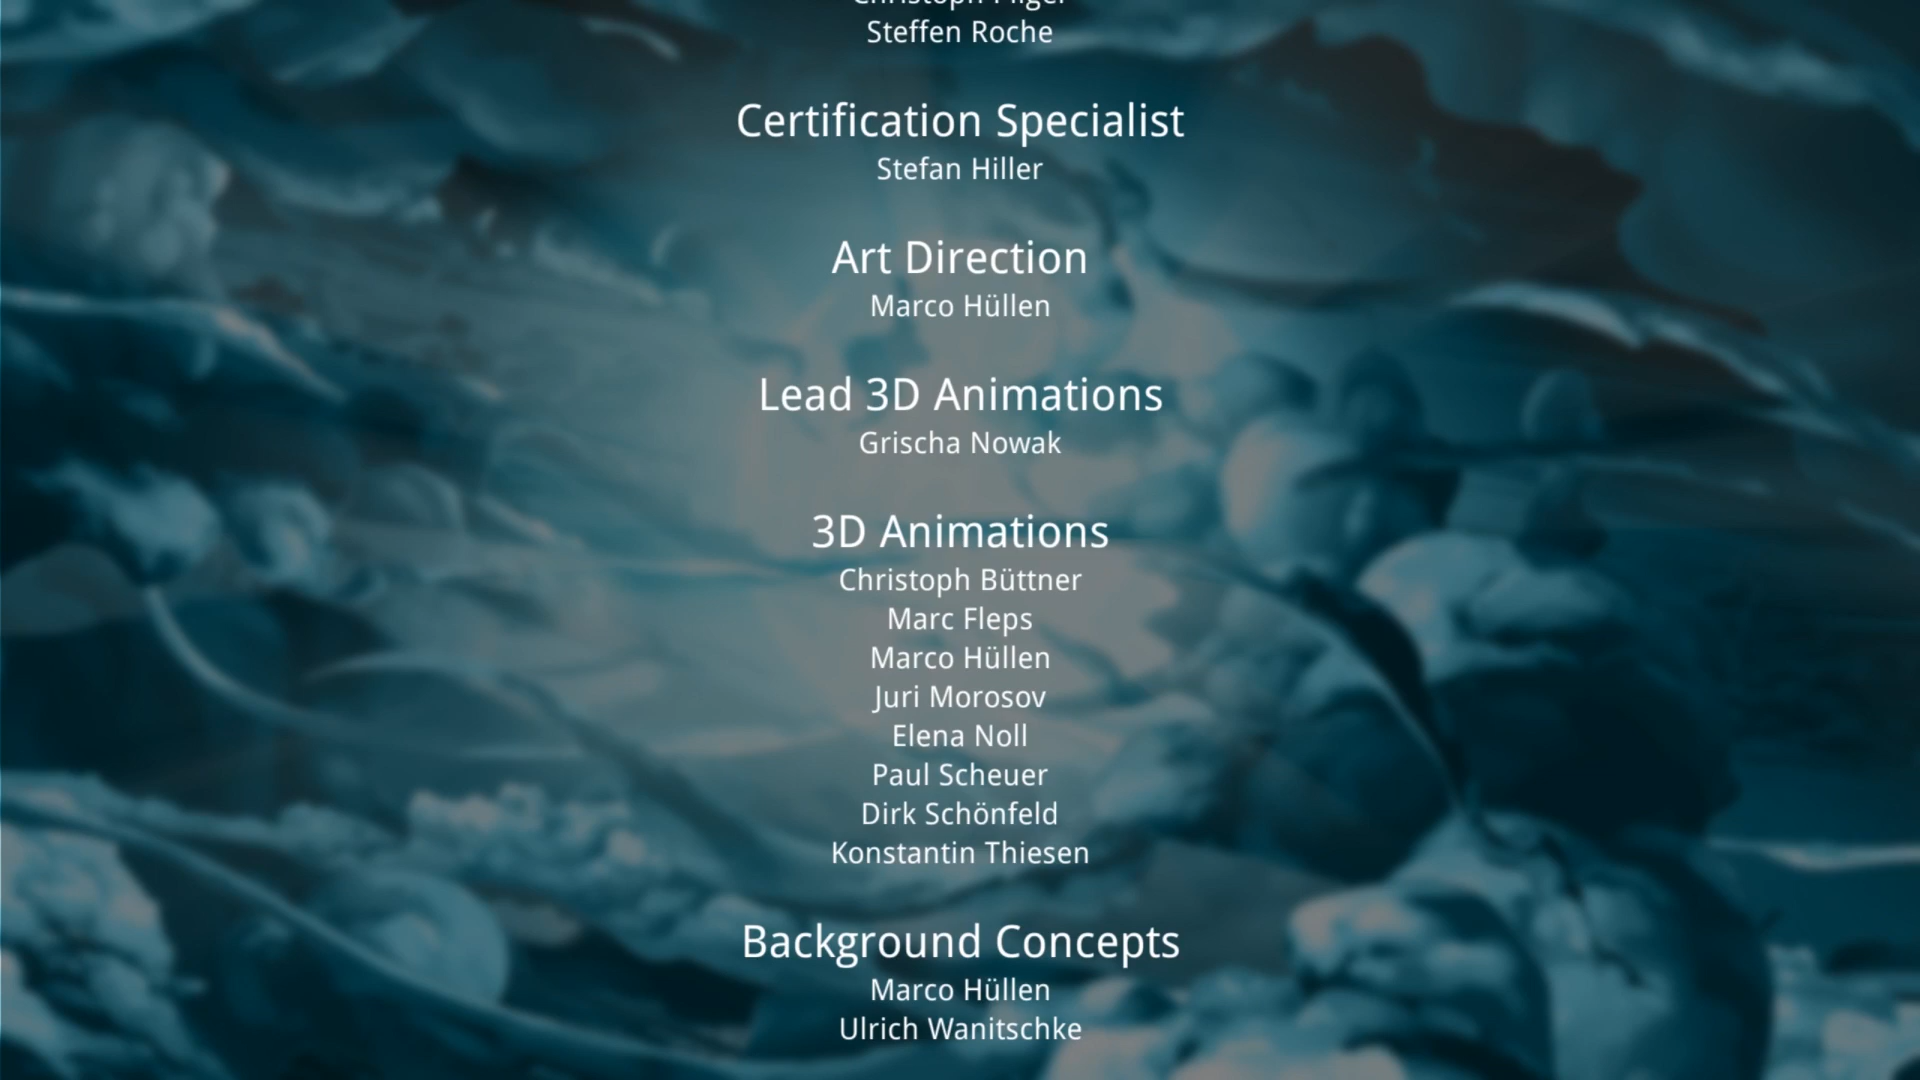 Steffen Roche
Certification Specialist
Stefan Hiller
Art Direction
Marco Hüllen
Lead 3D Animations
Grischa Nowak
3D Animations
Christoph Büttner
Marc Fleps
Marco Hüllen
Juri Morosov
Elena Noll
Paul Scheuer
Dirk Schönfeld
Konstantin Thiesen
Background Concepts
Marco Hüllen
Ulrich Wanitschke